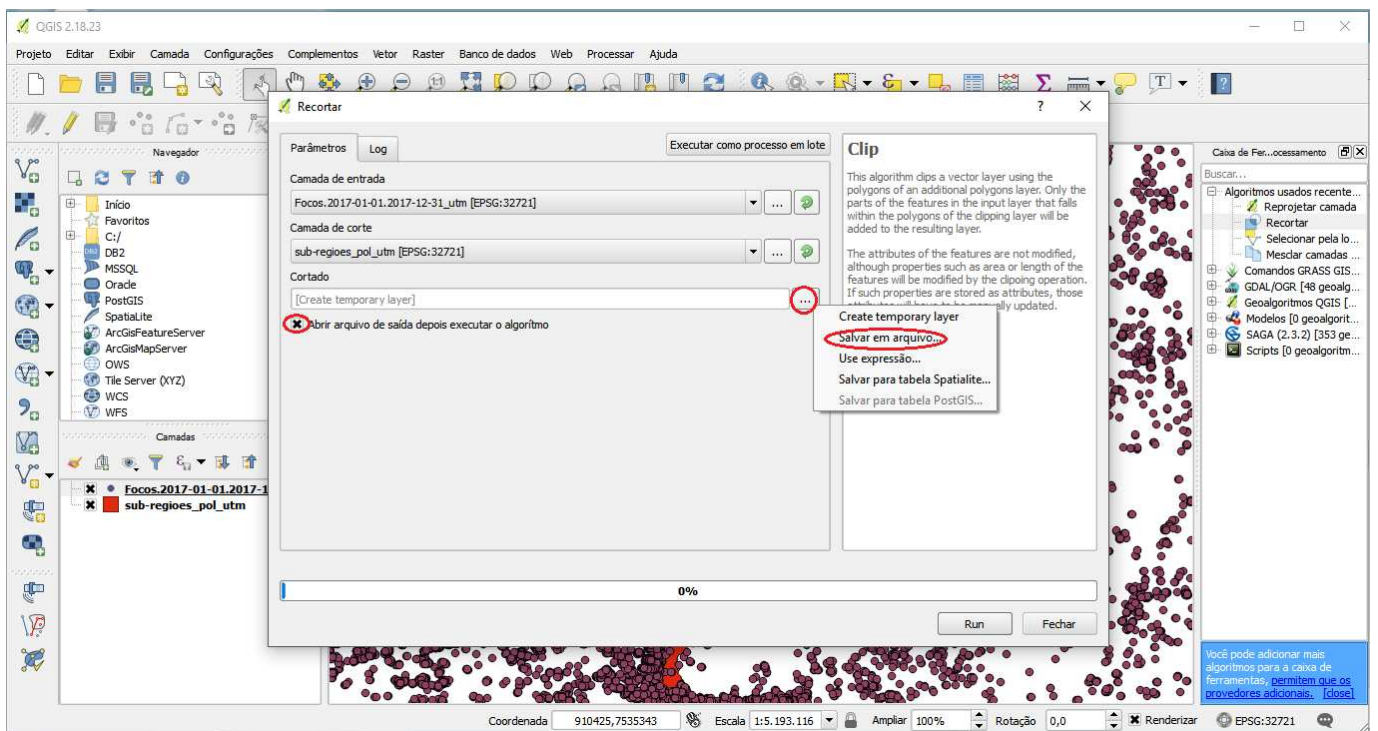 QGIS 2.18.23
Projeto Editar Exibir Camada Configurações Complementos Vetor Raster Banco de dados Web Processar Ajuda
Recortar
Parâmetros Log
Executar como processo em lote
Camada de entrada
Focos.2017-01-01.2017-12-31_utm [EPSG:32721]
...
Camada de corte
sub-regioes_pol_utm [EPSG:32721]
...
Cortado
[Create temporary layer]
...
Abrir arquivo de saída depois executar o algorítmo
Clip
This algorithm clips a vector layer using the
polygons of an additional polygons layer. Only the
parts of the features in the input layer that falls
within the polygons of the clipping layer will be
added to the resulting layer.
The attributes of the features are not modified,
although properties such as area or length of the
features will be modified by the clipping operation.
If such properties are stored as attributes, those
updated.
Create temporary layer
Salvar em arquivo...
Use expressão...
Salvar para tabela Spatialite...
Salvar para tabela PostGIS...
0%
Run Fechar
Navegador
Início
Favoritos
C:/
DB2
MSSQL
Oracle
PostGIS
SpatiaLite
ArcGisFeatureServer
ArcGisMapServer
OWS
Tile Server (XYZ)
WCS
WFS
Camadas
Focos.2017-01-01.2017-1
sub-regioes_pol_utm
Caixa de Fer...ocessamento
Buscar...
Algoritmos usados recente...
Reprojetar camada
Recortar
Selecionar pela lo...
Mesclar camadas ...
Comandos GRASS GIS...
GDAL/OGR [48 geoalg...
Geoalgoritmos QGIS [...
Modelos [0 geoalgorit...
SAGA (2.3.2) [353 ge...
Scripts [0 geoalgoritm...
Você pode adicionar mais
algoritmos para a caixa de
ferramentas, permitem que os
provedores adicionais. [close]
Coordenada 910425,7535343 Escala 1:5.193.116 Ampliar 100% Rotação 0,0 Renderizar EPSG:32721